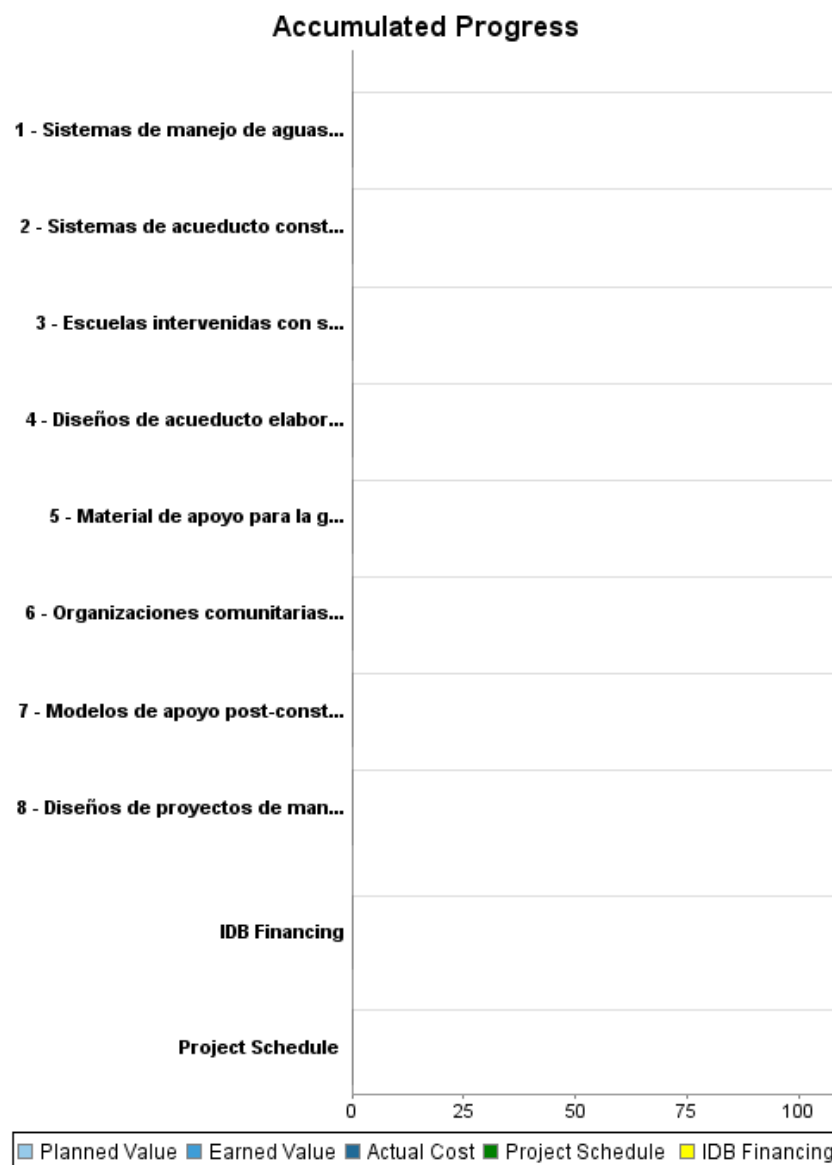 Accumulated Progress
1 - Sistemas de manejo de aguas...
2 - Sistemas de acueducto const...
3 - Escuelas intervenidas con s...
4 - Diseños de acueducto elabor...
5 - Material de apoyo para la g...
6 - Organizaciones comunitarias...
7 - Modelos de apoyo post-const...
8 - Diseños de proyectos de man...
IDB Financing
Project Schedule
0 25 50 75 100
Planned Value Earned Value Actual Cost Project Schedule IDB Financing